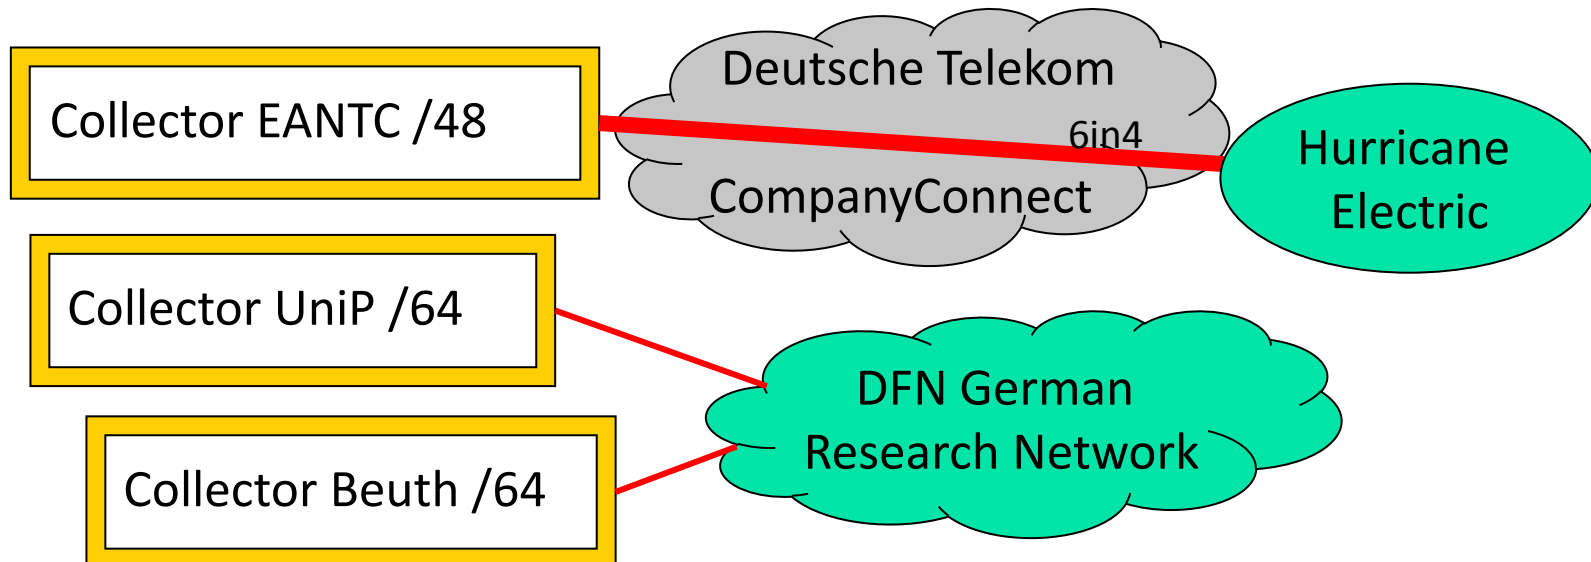 Collector EANTC /48
Deutsche Telekom
6in4
CompanyConnect
Hurricane
Electric
Collector UniP /64
DFN German
Research Network
Collector Beuth /64